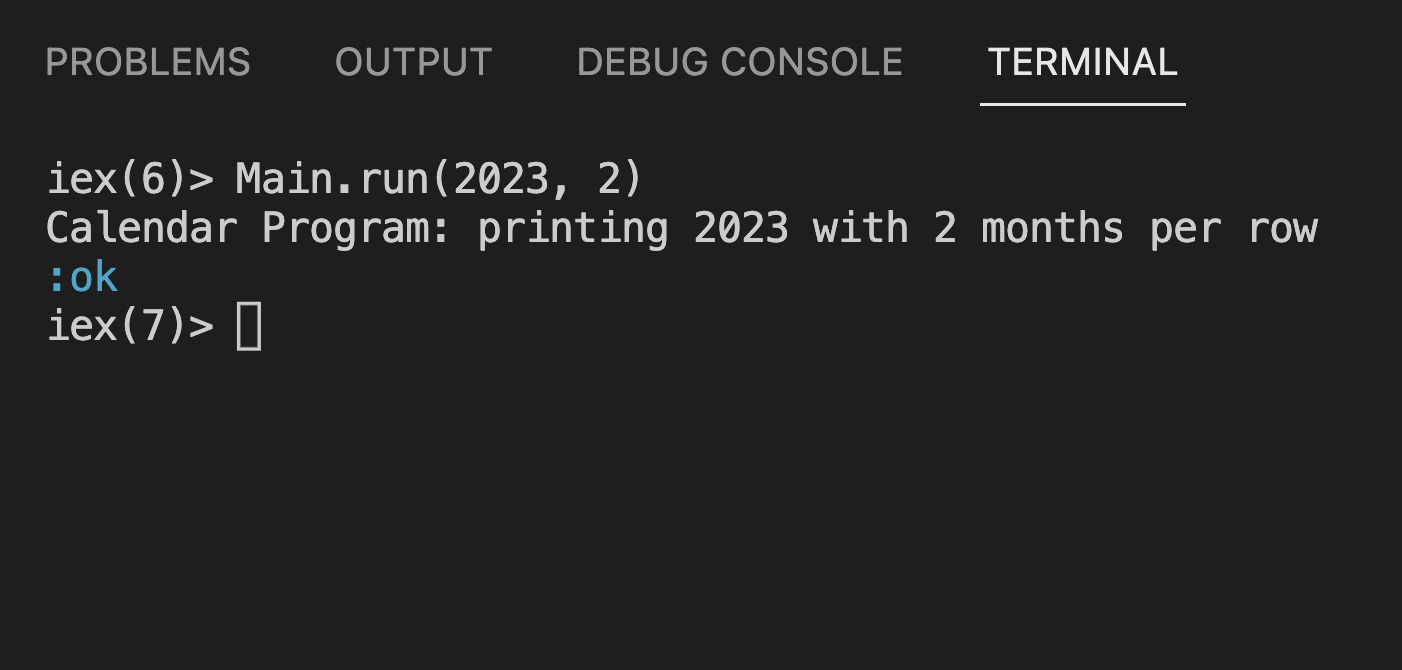 PROBLEMS OUTPUT DEBUG CONSOLE TERMINAL
iex(6)> Main.run(2023, 2)
Calendar Program: printing 2023 with 2 months per row
:ok
iex(7)>